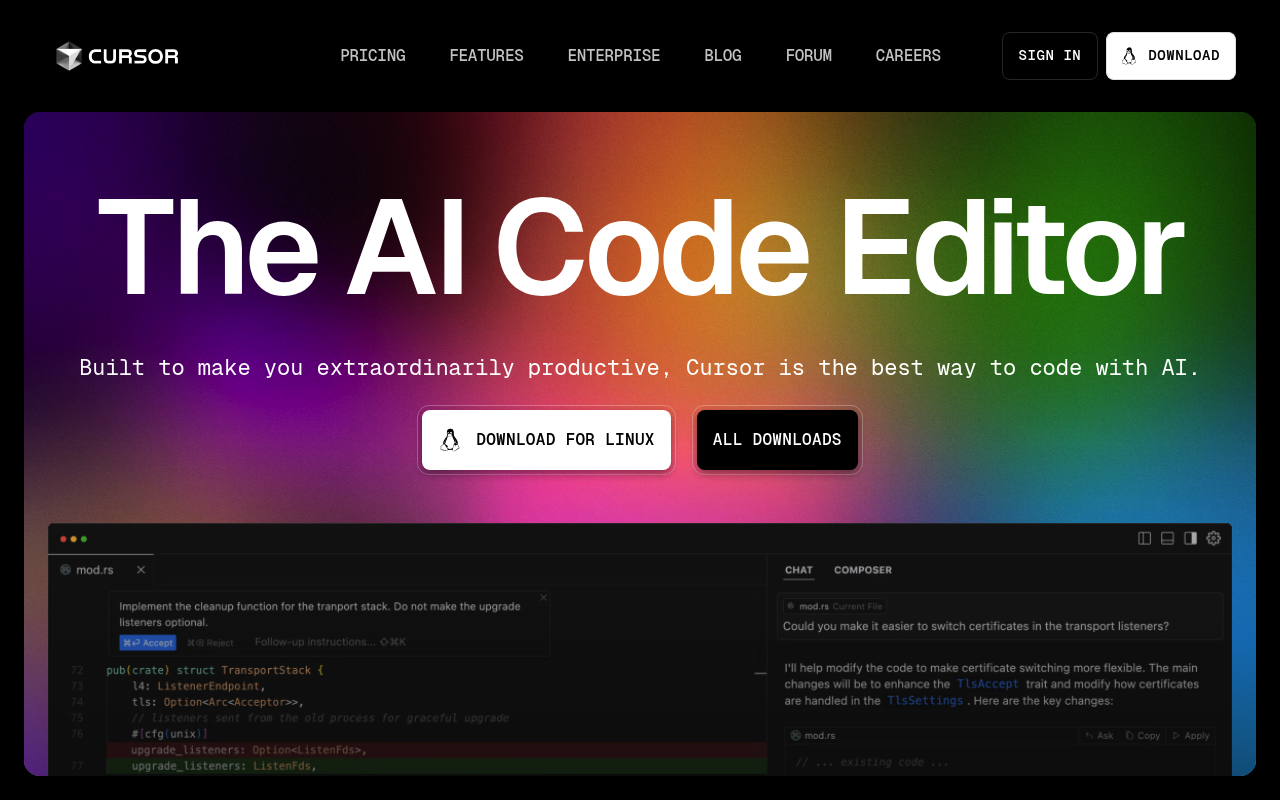 CURSOR
PRICING
FEATURES
ENTERPRISE
BLOG
FORUM
CAREERS
SIGN IN
DOWNLOAD
The AI Code Editor
Built to make you extraordinarily productive, Cursor is the best way to code with AI.
DOWNLOAD FOR LINUX
ALL DOWNLOADS
mod.rs
Implement the cleanup function for the tranport stack. Do not make the upgrade
listeners optional.
Accept
Reject
Follow-up instructions...
72 pub(crate) struct TransportStack {
73 l4: ListenerEndpoint,
74 tls: Option<Arc<Acceptor>>,
75 // listeners sent from the old process for graceful upgrade
76 #[cfg(unix)]
upgrade_listeners: Option<ListenFds>,
77 upgrade_listeners: ListenFds,
CHAT
COMPOSER
mod.rs Current File
Could you make it easier to switch certificates in the transport listeners?
I'll help modify the code to make certificate switching more flexible. The main
changes will be to enhance the TlsAccept trait and modify how certificates
are handled in the TlsSettings . Here are the key changes:
mod.rs
Ask
Copy
Apply
// ... existing code ...